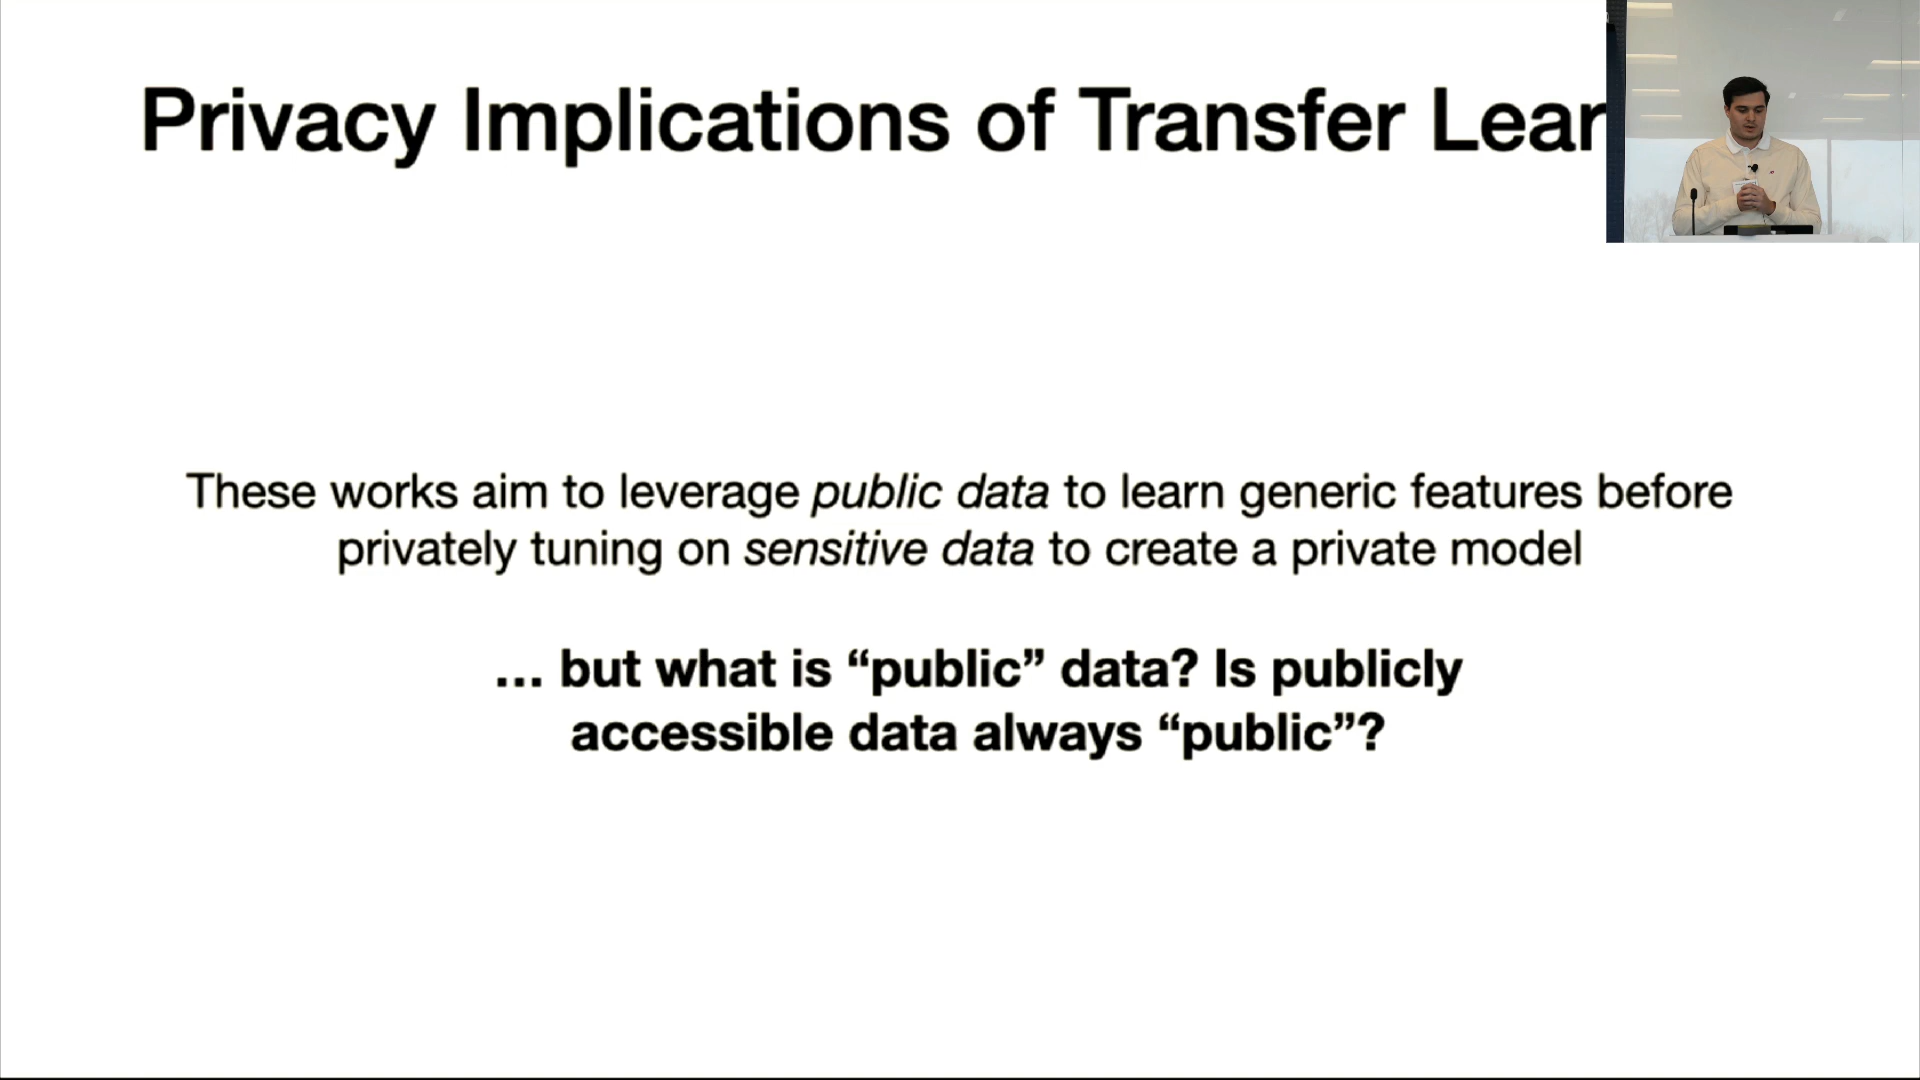 Privacy Implications of Transfer Lear
These works aim to leverage public data to learn generic features before
privately tuning on sensitive data to create a private model
... but what is “public” data? Is publicly
accessible data always “public”?